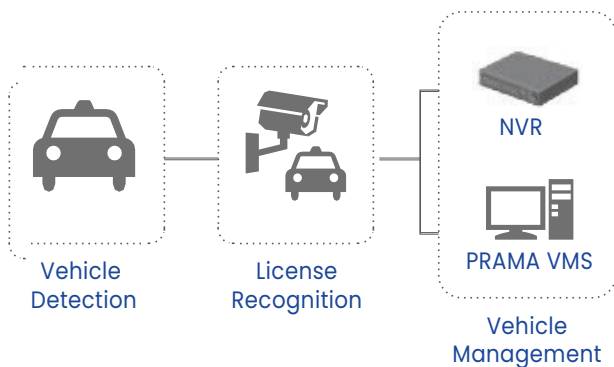 Vehicle
Detection
License
Recognition
NVR
PRAMA VMS
Vehicle
Management